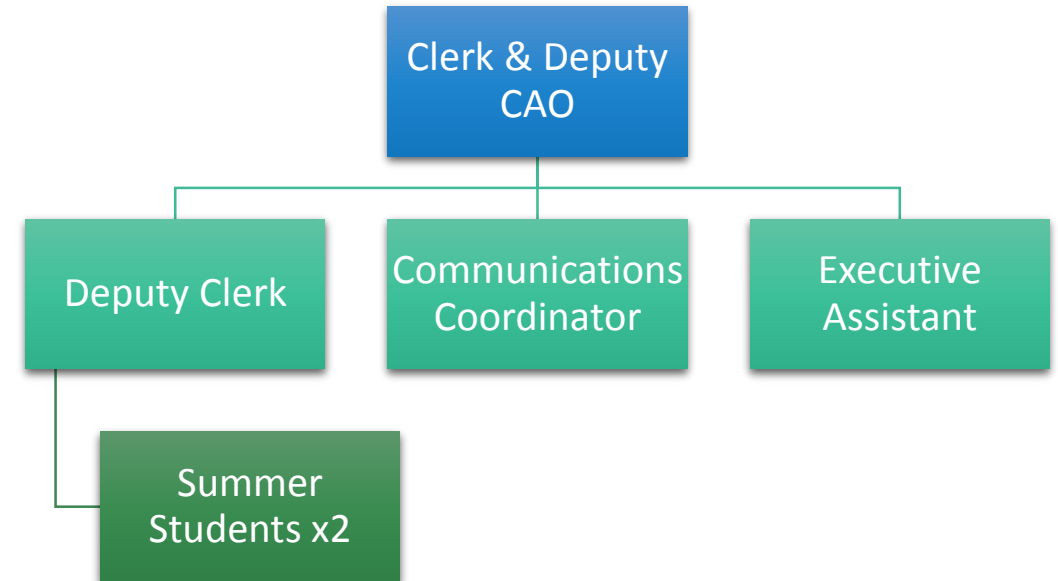 Clerk & Deputy
CAO
Deputy Clerk
Communications
Coordinator
Executive
Assistant
Summer
Students x2